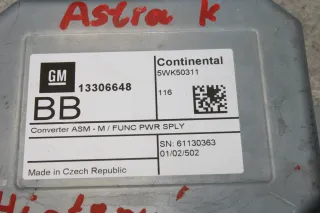 Astra k
GM
13306648
BB
Continental
5WK50311
116
Converter ASM - M / FUNC PWR SPLY
SN: 61130363
01/02/502
Made in Czech Republic